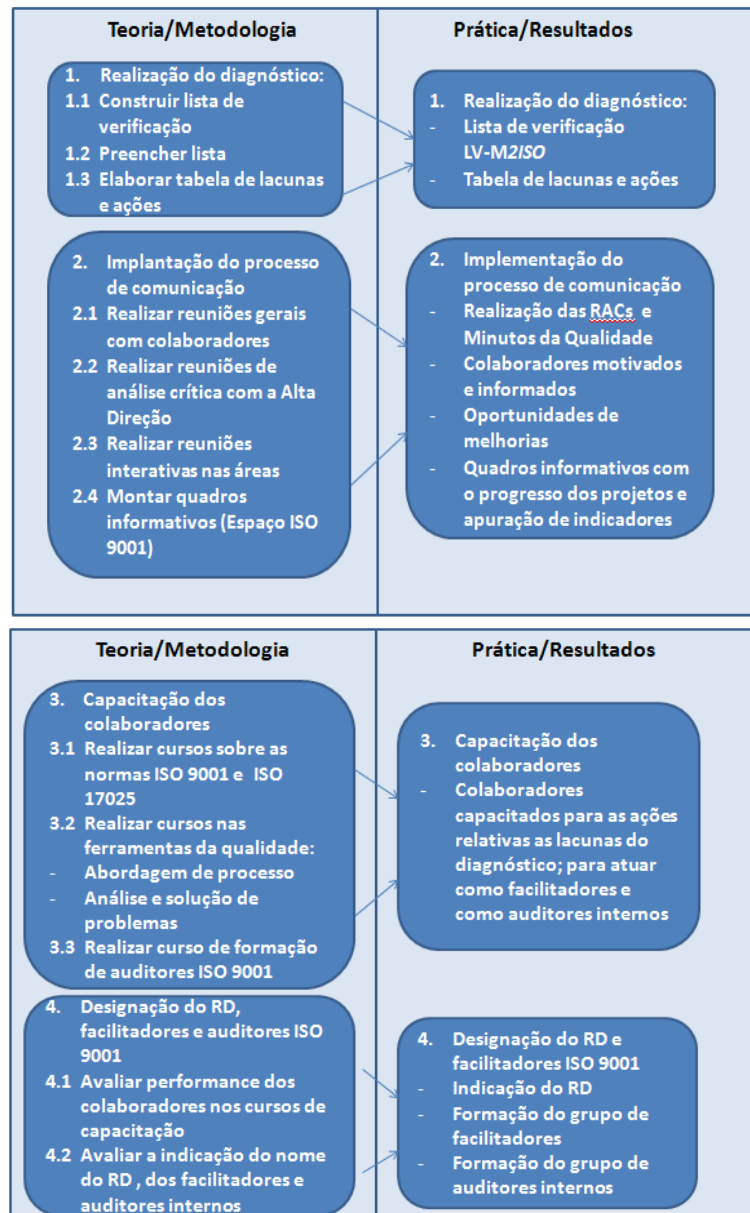 Teoria/Metodologia
1. Realização do diagnóstico:
1.1 Construir lista de
verificação
1.2 Preencher lista
1.3 Elaborar tabela de lacunas
e ações
2. Implantação do processo
de comunicação
2.1 Realizar reuniões gerais
com colaboradores
2.2 Realizar reuniões de
análise crítica com a Alta
Direção
2.3 Realizar reuniões
interativas nas áreas
2.4 Montar quadros
informativos (Espaço ISO
9001)
Prática/Resultados
1. Realização do diagnóstico:
- Lista de verificação
LV-M2ISO
- Tabela de lacunas e ações
2. Implementação do
processo de comunicação
- Realização das RACs e
Minutos da Qualidade
- Colaboradores motivados
e informados
- Oportunidades de
melhorias
- Quadros informativos com
o progresso dos projetos e
apuração de indicadores
Teoria/Metodologia
3. Capacitação dos
colaboradores
3.1 Realizar cursos sobre as
normas ISO 9001 e ISO
17025
3.2 Realizar cursos nas
ferramentas da qualidade:
- Abordagem de processo
- Análise e solução de
problemas
3.3 Realizar curso de formação
de auditores ISO 9001
4. Designação do RD,
facilitadores e auditores ISO
9001
4.1 Avaliar performance dos
colaboradores nos cursos de
capacitação
4.2 Avaliar a indicação do nome
do RD , dos facilitadores e
auditores internos
Prática/Resultados
3. Capacitação dos
colaboradores
- Colaboradores
capacitados para as ações
relativas as lacunas do
diagnóstico; para atuar
como facilitadores e
como auditores internos
4. Designação do RD e
facilitadores ISO 9001
- Indicação do RD
- Formação do grupo de
facilitadores
- Formação do grupo de
auditores internos